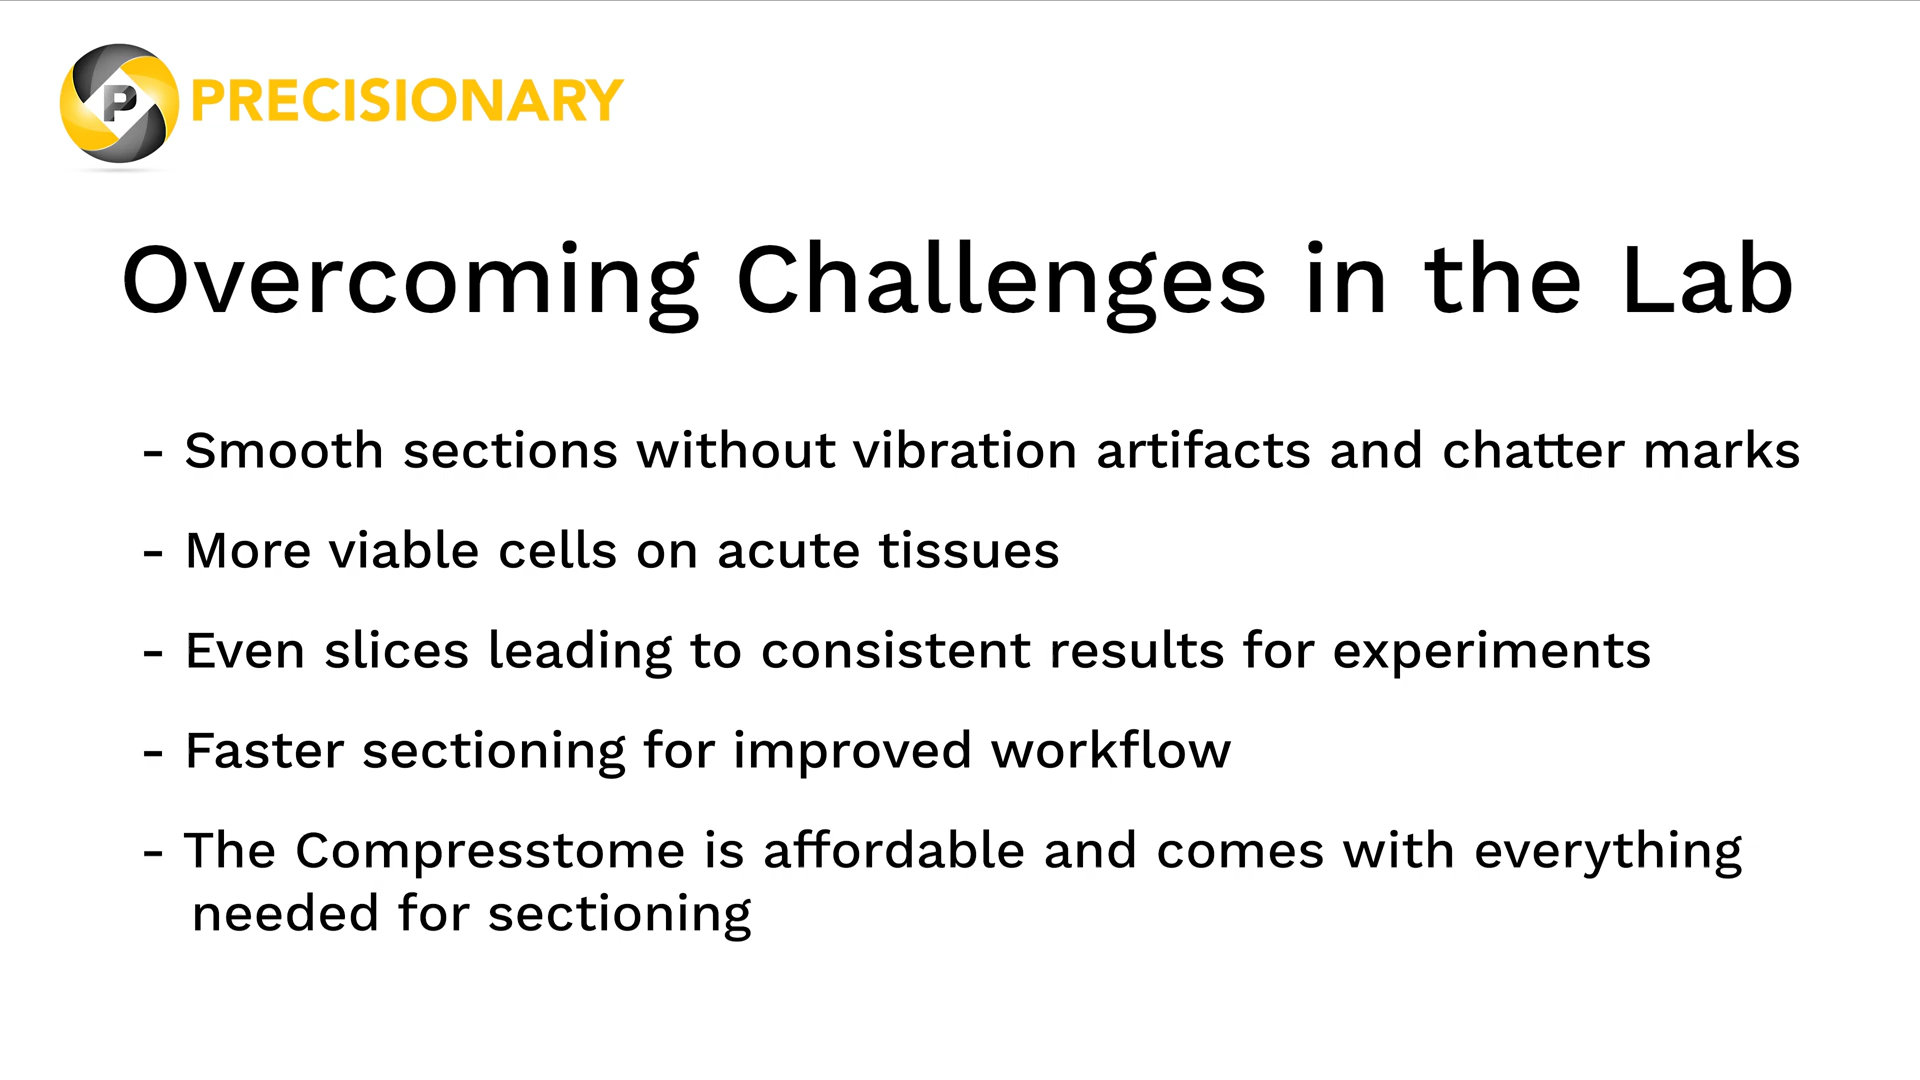 P PRECISIONARY
Overcoming Challenges in the Lab
- Smooth sections without vibration artifacts and chatter marks
- More viable cells on acute tissues
- Even slices leading to consistent results for experiments
- Faster sectioning for improved workflow
- The Compresstome is affordable and comes with everything
needed for sectioning